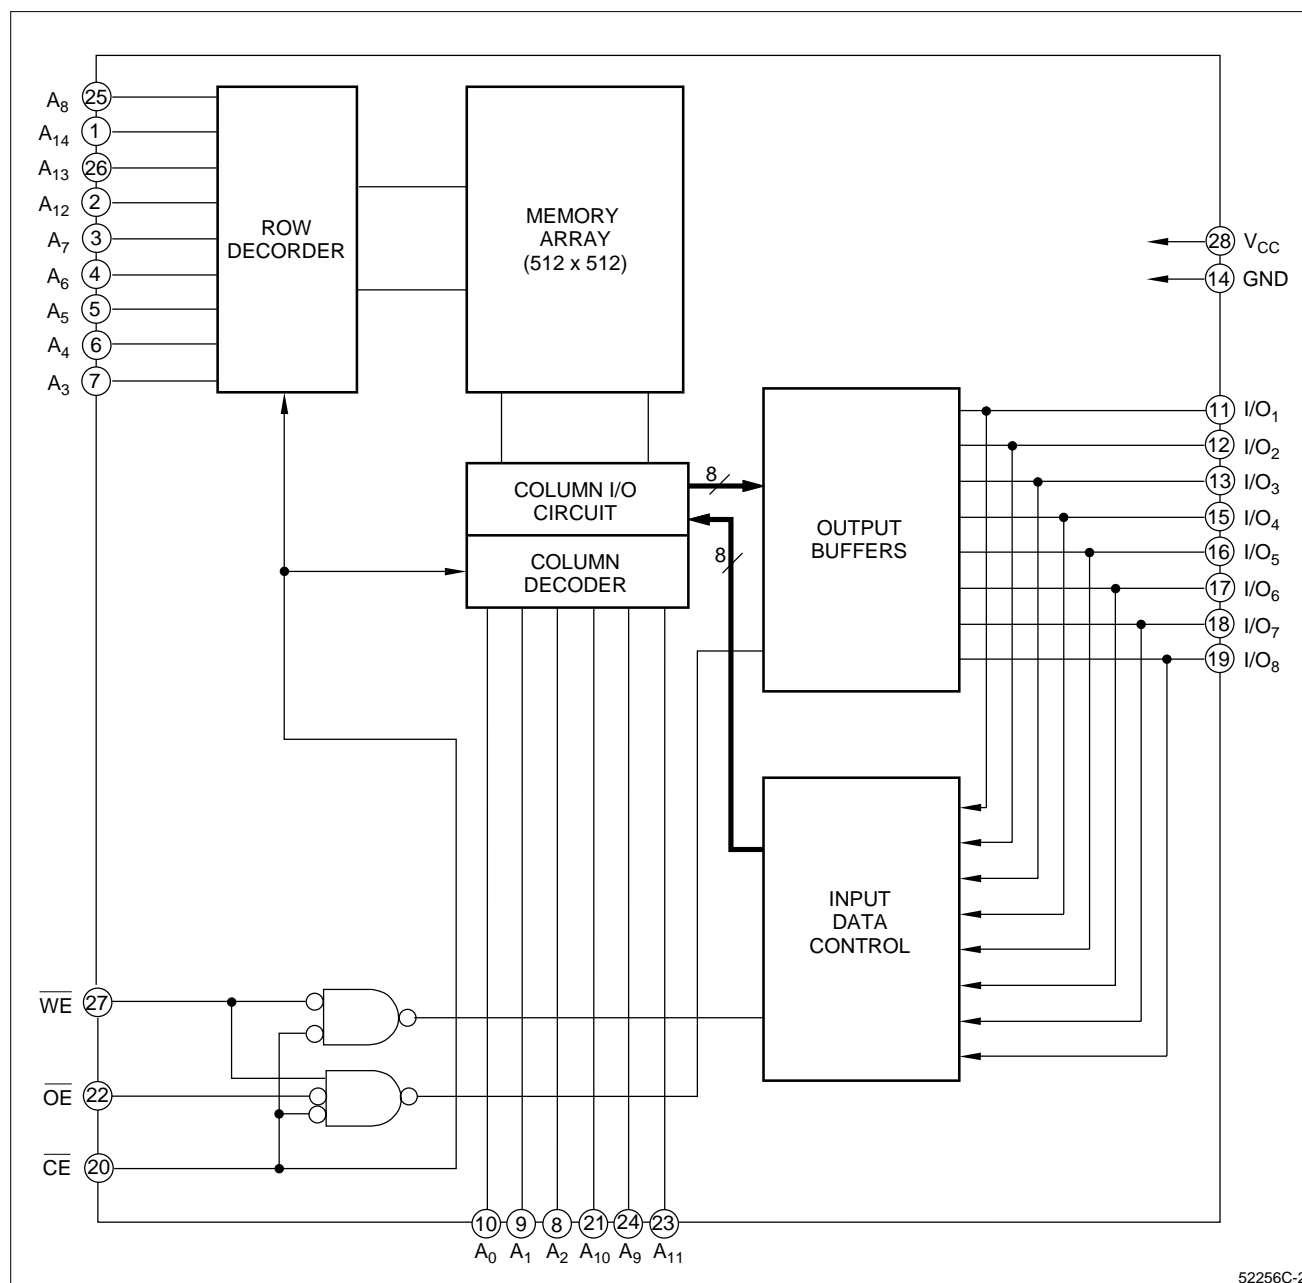 A8 25
A14 1
A13 26
A12 2
A7 3
A6 4
A5 5
A4 6
A3 7
ROW
DECORDER
MEMORY
ARRAY
(512 x 512)
28 VCC
14 GND
COLUMN I/O
CIRCUIT
COLUMN
DECODER
8
8
OUTPUT
BUFFERS
11 I/O1
12 I/O2
13 I/O3
15 I/O4
16 I/O5
17 I/O6
18 I/O7
19 I/O8
INPUT
DATA
CONTROL
WE 27
OE 22
CE 20
10 9 8 21 24 23
A0 A1 A2 A10 A9 A11
52256C-2